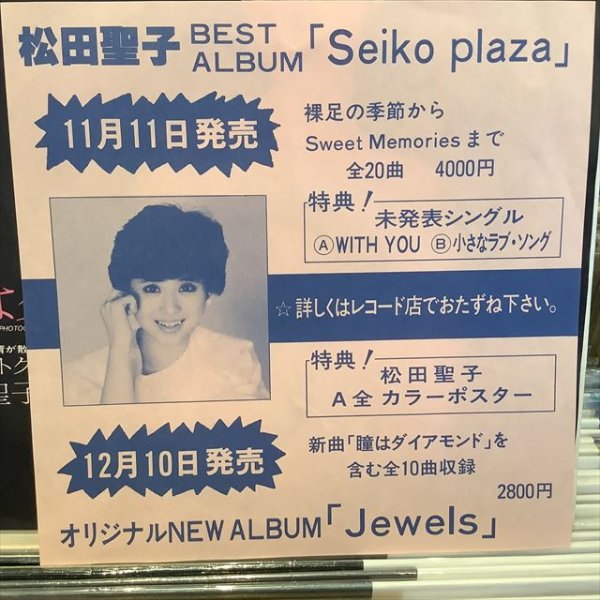 松田聖子 BEST ALBUM「Seiko plaza」
11月11日発売
裸足の季節から
Sweet Memoriesまで
全20曲 4000円
特典!
未発表シングル
ⒶWITH YOU Ⓑ小さなラブ・ソング
☆詳しくはレコード店でおたずね下さい。
特典!
松田聖子
A全 カラーポスター
12月10日発売
新曲「瞳はダイアモンド」を
含む全10曲収録
2800円
オリジナルNEW ALBUM「Jewels」